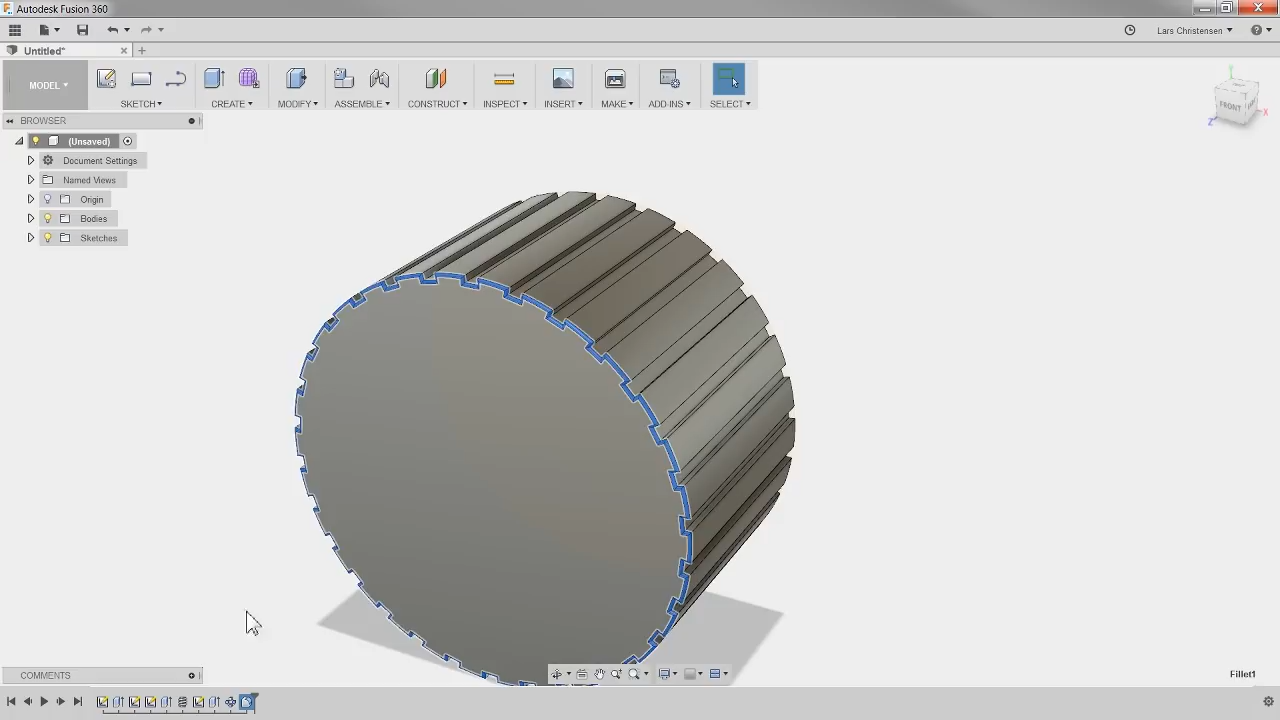 Autodesk Fusion 360
Lars Christensen
Untitled*
MODEL
SKETCH
CREATE
MODIFY
ASSEMBLE
CONSTRUCT
INSPECT
INSERT
MAKE
ADD-INS
SELECT
FRONT
Y
X
Z
BROWSER
(Unsaved)
Document Settings
Named Views
Origin
Bodies
Sketches
COMMENTS
Fillet1